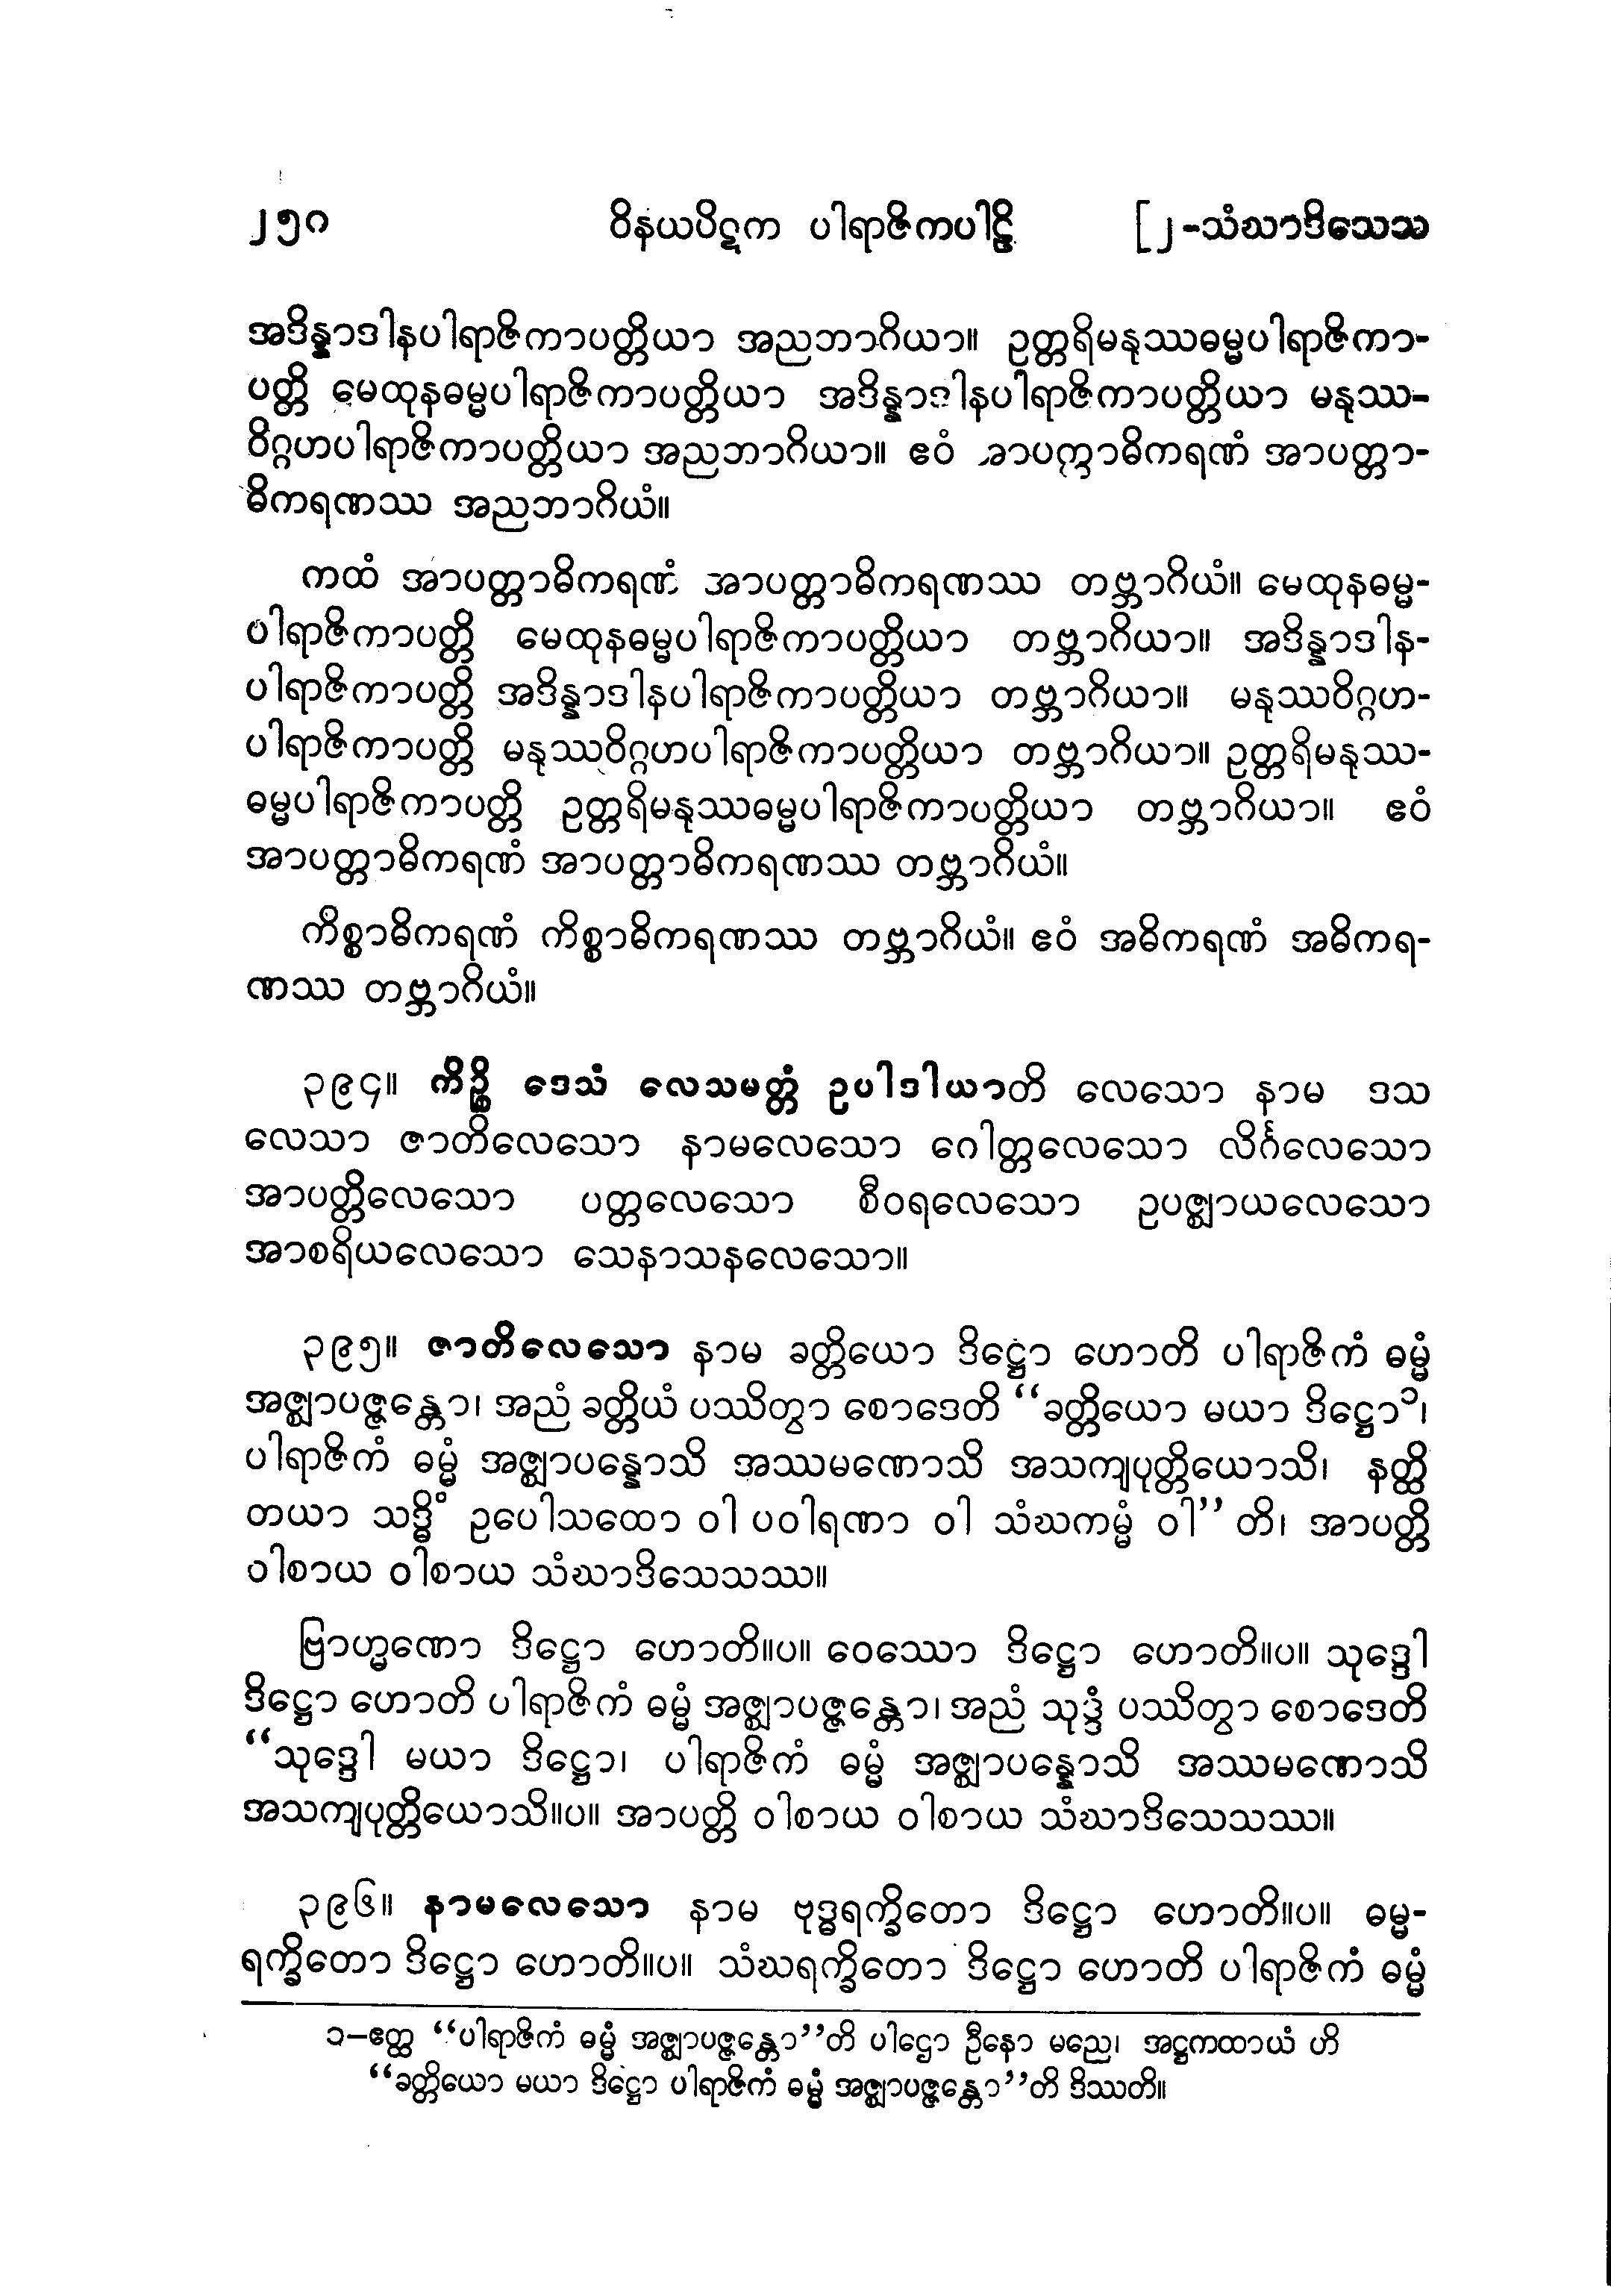 ၂၅၀ ဝိနယပိဋက ပါရာဇိကပါဠိ [၂-သံဃာဒိသေသ
အဒိန္နာဒါနပါရာဇိကာပတ္တိယာ အညဘာဂိယာ။ ဥတ္တရိမနုဿဓမ္မပါရာဇိကာ-
ပတ္တိ မေထုနဓမ္မပါရာဇိကာပတ္တိယာ အဒိန္နာဒါနပါရာဇိကာပတ္တိယာ မနုဿ-
ဝိဂ္ဂဟပါရာဇိကာပတ္တိယာ အညဘာဂိယာ။ ဧဝံ အာပတ္တာဓိကရဏံ အာပတ္တာ-
ဓိကရဏဿ အညဘာဂိယံ။
ကထံ အာပတ္တာဓိကရဏံ အာပတ္တာဓိကရဏဿ တဗ္ဘာဂိယံ။ မေထုနဓမ္မ-
ပါရာဇိကာပတ္တိ မေထုနဓမ္မပါရာဇိကာပတ္တိယာ တဗ္ဘာဂိယာ။ အဒိန္နာဒါန-
ပါရာဇိကာပတ္တိ အဒိန္နာဒါနပါရာဇိကာပတ္တိယာ တဗ္ဘာဂိယာ။ မနုဿဝိဂ္ဂဟ-
ပါရာဇိကာပတ္တိ မနုဿဝိဂ္ဂဟပါရာဇိကာပတ္တိယာ တဗ္ဘာဂိယာ။ ဥတ္တရိမနုဿ-
ဓမ္မပါရာဇိကာပတ္တိ ဥတ္တရိမနုဿဓမ္မပါရာဇိကာပတ္တိယာ တဗ္ဘာဂိယာ။ ဧဝံ
အာပတ္တာဓိကရဏံ အာပတ္တာဓိကရဏဿ တဗ္ဘာဂိယံ။
ကိစ္စာဓိကရဏံ ကိစ္စာဓိကရဏဿ တဗ္ဘာဂိယံ။ ဧဝံ အဓိကရဏံ အဓိကရ-
ဏဿ တဗ္ဘာဂိယံ။
၃၉၄။ ကိဉ္စိ ဒေသံ လေသမတ္တံ ဥပါဒါယာတိ လေသော နာမ ဒသ
လေသာ ဇာတိလေသော နာမလေသော ဂေါတ္တလေသော လိင်္ဂလေသော
အာပတ္တိလေသော ပတ္တလေသော စီဝရလေသော ဥပဇ္ဈာယလေသော
အာစရိယလေသော သေနာသနလေသော။
၃၉၅။ ဇာတိလေသော နာမ ခတ္တိယော ဒိဋ္ဌော ဟောတိ ပါရာဇိကံ ဓမ္မံ
အဇ္ဈာပဇ္ဇန္တော၊ အညံ ခတ္တိယံ ပဿိတွာ စောဒေတိ “ခတ္တိယော မယာ ဒိဋ္ဌော၁၊
ပါရာဇိကံ ဓမ္မံ အဇ္ဈာပန္နောသိ အဿမဏောသိ အသကျပုတ္တိယောသိ၊ နတ္ထိ
တယာ သဒ္ဓိံ ဥပေါသထော ဝါ ပဝါရဏာ ဝါ သံဃကမ္မံ ဝါ” တိ၊ အာပတ္တိ
ဝါစာယ ဝါစာယ သံဃာဒိသေသဿ။
ဗြာဟ္မဏော ဒိဋ္ဌော ဟောတိ။ပ။ ဝေဿော ဒိဋ္ဌော ဟောတိ။ပ။ သုဒ္ဒေါ
ဒိဋ္ဌော ဟောတိ ပါရာဇိကံ ဓမ္မံ အဇ္ဈာပဇ္ဇန္တော၊ အညံ သုဒ္ဒံ ပဿိတွာ စောဒေတိ
“သုဒ္ဒေါ မယာ ဒိဋ္ဌော၊ ပါရာဇိကံ ဓမ္မံ အဇ္ဈာပန္နောသိ အဿမဏောသိ
အသကျပုတ္တိယောသိ။ပ။ အာပတ္တိ ဝါစာယ ဝါစာယ သံဃာဒိသေသဿ။
၃၉၆။ နာမလေသော နာမ ဗုဒ္ဓရက္ခိတော ဒိဋ္ဌော ဟောတိ။ပ။ ဓမ္မ-
ရက္ခိတော ဒိဋ္ဌော ဟောတိ။ပ။ သံဃရက္ခိတော ဒိဋ္ဌော ဟောတိ ပါရာဇိကံ ဓမ္မံ
၁−ဧတ္ထ “ပါရာဇိကံ ဓမ္မံ အဇ္ဈာပဇ္ဇန္တော”တိ ပါဌော ဦနော မညေ၊ အဋ္ဌကထာယံ ဟိ
“ခတ္တိယော မယာ ဒိဋ္ဌော ပါရာဇိကံ ဓမ္မံ အဇ္ဈာပဇ္ဇန္တော”တိ ဒိဿတိ။